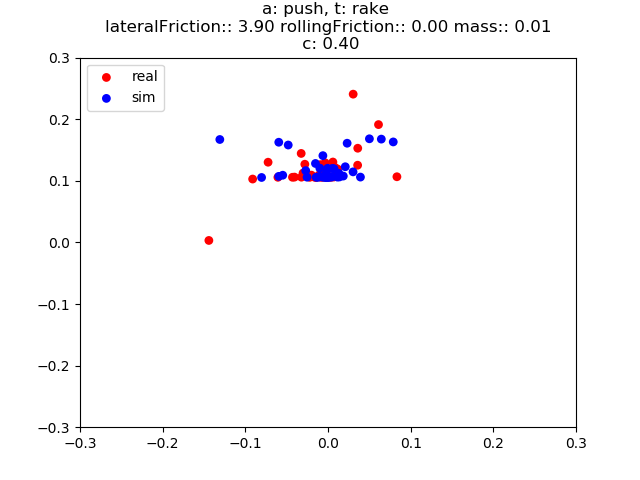 a: push, t: rake
lateralFriction:: 3.90 rollingFriction:: 0.00 mass:: 0.01
c: 0.40
real
sim
0.3
0.2
0.1
0.0
−0.1
−0.2
−0.3
−0.3 −0.2 −0.1 0.0 0.1 0.2 0.3